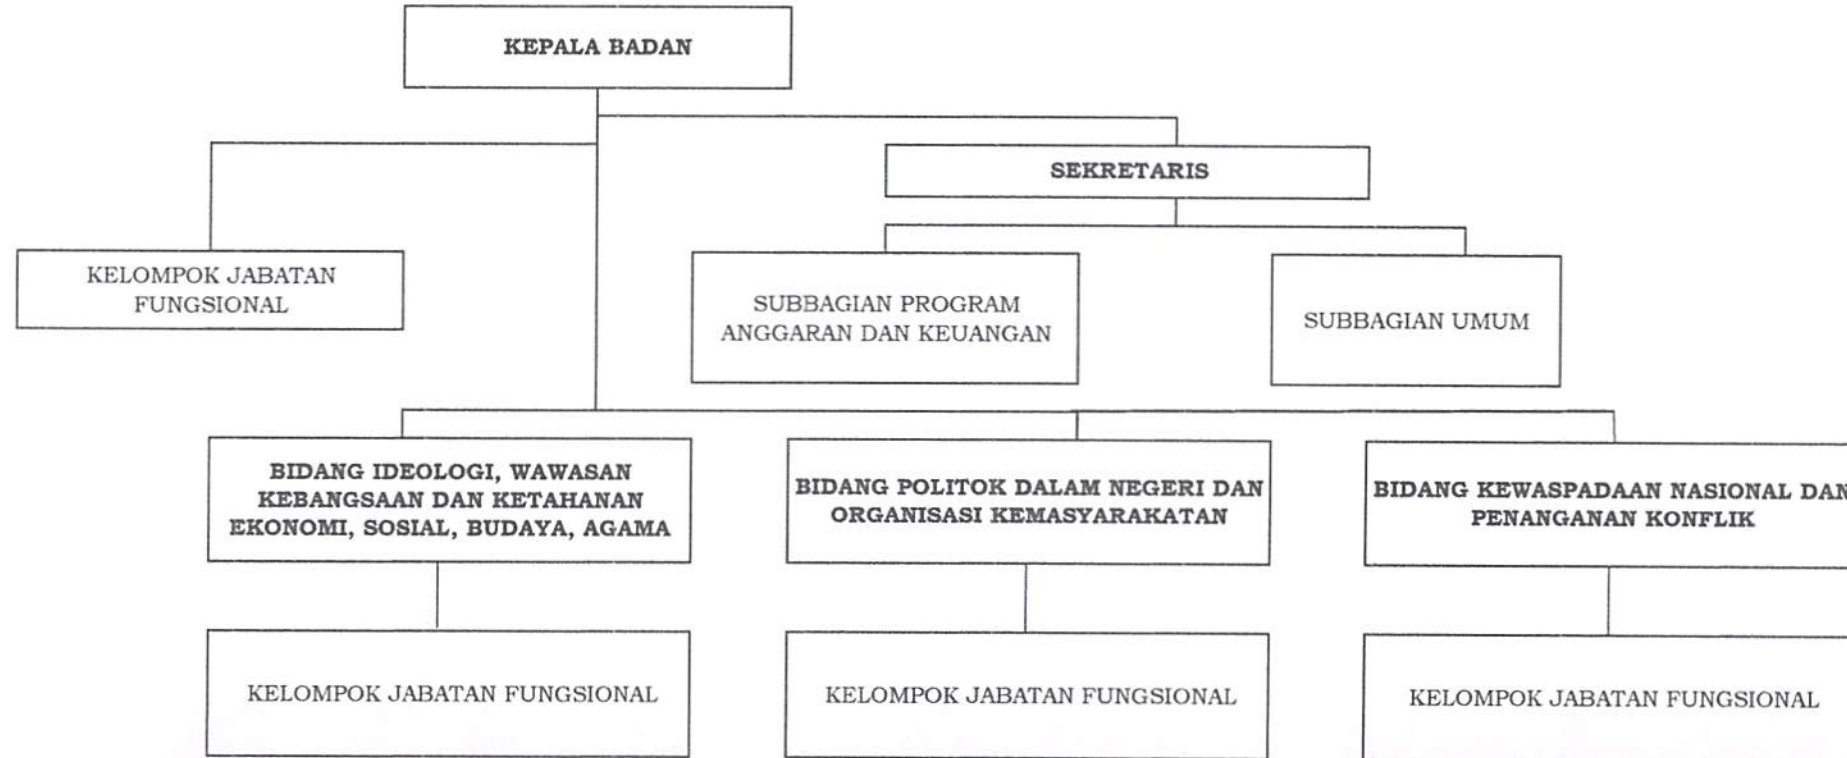 KEPALA BADAN
SEKRETARIS
KELOMPOK JABATAN
FUNGSIONAL
SUBBAGIAN PROGRAM
ANGGARAN DAN KEUANGAN
SUBBAGIAN UMUM
BIDANG IDEOLOGI, WAWASAN
KEBANGSAAN DAN KETAHANAN
EKONOMI, SOSIAL, BUDAYA, AGAMA
BIDANG POLITOK DALAM NEGERI DAN
ORGANISASI KEMASYARAKATAN
BIDANG KEWASPADAAN NASIONAL DAN
PENANGANAN KONFLIK
KELOMPOK JABATAN FUNGSIONAL
KELOMPOK JABATAN FUNGSIONAL
KELOMPOK JABATAN FUNGSIONAL